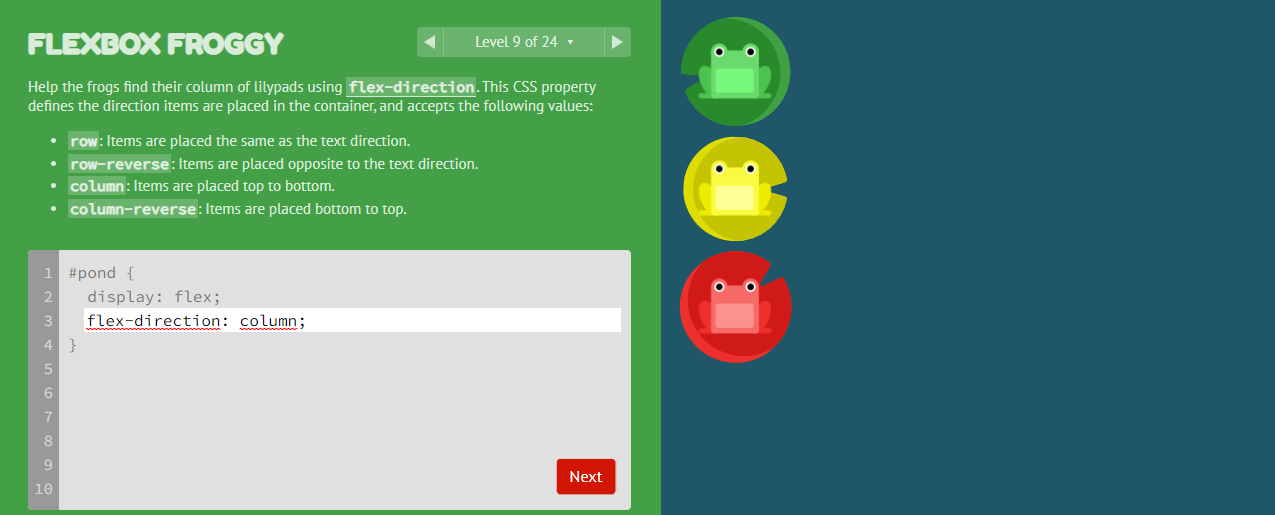 FLEXBOX FROGGY
Level 9 of 24
Help the frogs find their column of lilypads using flex-direction. This CSS property
defines the direction items are placed in the container, and accepts the following values:
• row: Items are placed the same as the text direction.
• row-reverse: Items are placed opposite to the text direction.
• column: Items are placed top to bottom.
• column-reverse: Items are placed bottom to top.
1 #pond {
2 display: flex;
3 flex-direction: column;
4 }
5
6
7
8
9
10
Next